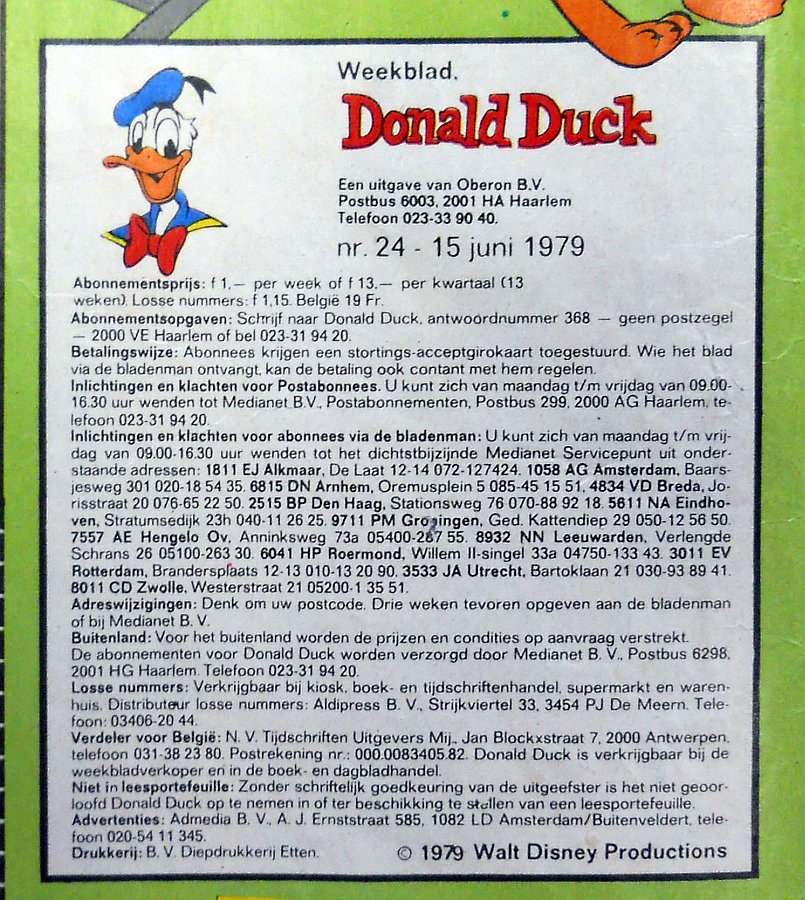 Weekblad.
Donald Duck
Een uitgave van Oberon B.V.
Postbus 6003, 2001 HA Haarlem
Telefoon 023-33 90 40.
nr. 24 - 15 juni 1979
Abonnementsprijs: f 1,— per week of f 13,— per kwartaal (13
weken). Losse nummers: f 1,15. België 19 Fr.
Abonnementsopgaven: Schrijf naar Donald Duck, antwoordnummer 368 — geen postzegel
— 2000 VE Haarlem of bel 023-31 94 20.
Betalingswijze: Abonnees krijgen een stortings-acceptgirokaart toegestuurd. Wie het blad
via de bladenman ontvangt, kan de betaling ook contant met hem regelen.
Inlichtingen en klachten voor Postabonnees. U kunt zich van maandag t/m vrijdag van 09.00-
16.30 uur wenden tot Medianet B.V., Postabonnementen, Postbus 299, 2000 AG Haarlem, te-
lefoon 023-31 94 20.
Inlichtingen en klachten voor abonnees via de bladenman: U kunt zich van maandag t/m vrij-
dag van 09.00-16.30 uur wenden tot het dichtstbijzijnde Medianet Servicepunt uit onder-
staande adressen: 1811 EJ Alkmaar, De Laat 12-14 072-127424. 1058 AG Amsterdam, Baars-
jesweg 301 020-18 54 35. 6815 DN Arnhem, Oremusplein 5 085-45 15 51. 4834 VD Breda, Jo-
risstraat 20 076-65 22 50. 2515 BP Den Haag, Stationsweg 76 070-88 92 18. 5611 NA Eindho-
ven, Stratumsedijk 23h 040-11 26 25. 9711 PM Groningen, Ged. Kattendiep 29 050-12 56 50.
7557 AE Hengelo Ov. Anninksweg 73a 05400-287 55. 8932 NN Leeuwarden, Verlengde
Schrans 26 05100-263 30. 6041 HP Roermond, Willem II-singel 33a 04750-133 43. 3011 EV
Rotterdam, Brandersplaats 12-13 010-13 20 90. 3533 JA Utrecht, Bartoklaan 21 030-93 89 41.
8011 CD Zwolle, Westerstraat 21 05200-1 35 51.
Adreswijzigingen: Denk om uw postcode. Drie weken tevoren opgeven aan de bladenman
of bij Medianet B.V.
Buitenland: Voor het buitenland worden de prijzen en condities op aanvraag verstrekt.
De abonnementen voor Donald Duck worden verzorgd door Medianet B.V., Postbus 6298,
2001 HG Haarlem. Telefoon 023-31 94 20.
Losse nummers: Verkrijgbaar bij kiosk, boek- en tijdschriftenhandel, supermarkt en waren-
huis. Distributeur losse nummers: Aldipress B.V., Strijkviertel 33, 3454 PJ De Meern. Tele-
foon: 03406-20 44.
Verdeler voor België: N.V. Tijdschriften Uitgevers Mij., Jan Blockxstraat 7, 2000 Antwerpen,
telefoon 031-38 23 80. Postrekening nr.: 000.0083405.82. Donald Duck is verkrijgbaar bij de
weekbladverkoper en in de boek- en dagbladhandel.
Niet in leesportefeuille: Zonder schriftelijk goedkeuring van de uitgeefster is het niet geoor-
loofd Donald Duck op te nemen in of ter beschikking te stellen van een leesportefeuille.
Advertenties: Admedia B.V., A.J. Ernststraat 585, 1082 LD Amsterdam/Buitenveldert, tele-
foon 020-54 11 345.
Drukkerij: B.V. Diepdrukkerij Etten.
© 1979 Walt Disney Productions